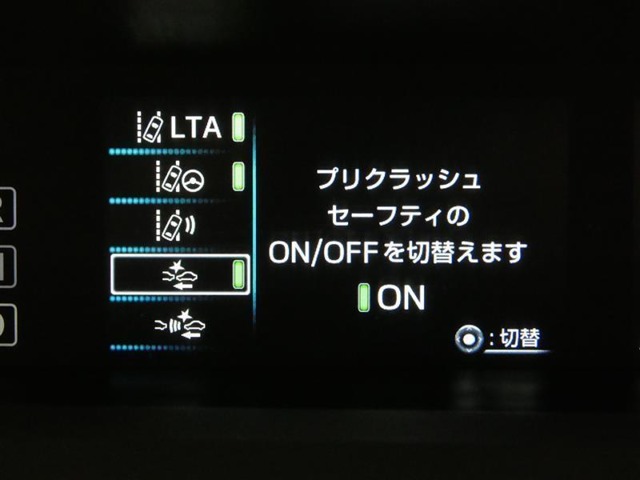 LTA
プリクラッシュ
セーフティの
ON/OFFを切替えます
ON
:切替